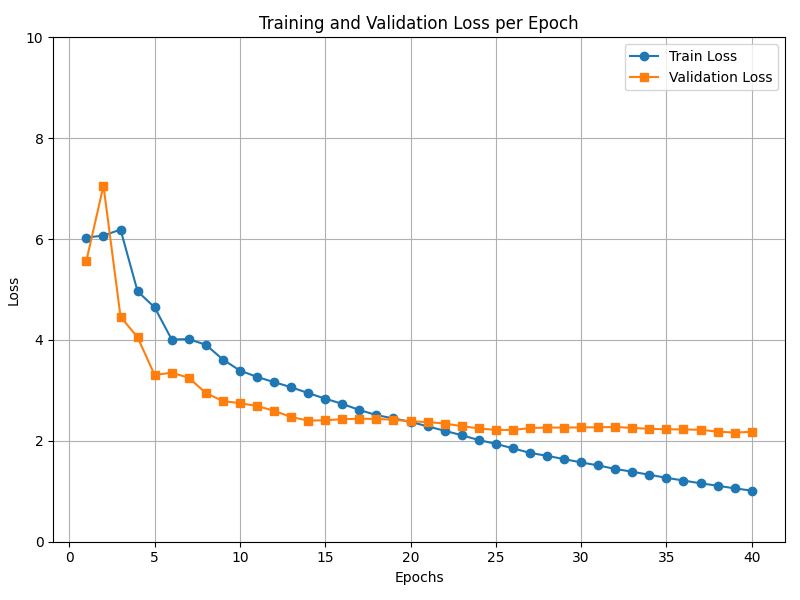 Training and Validation Loss per Epoch
Train Loss
Validation Loss
10
8
6
4
2
0
Loss
0 5 10 15 20 25 30 35 40
Epochs